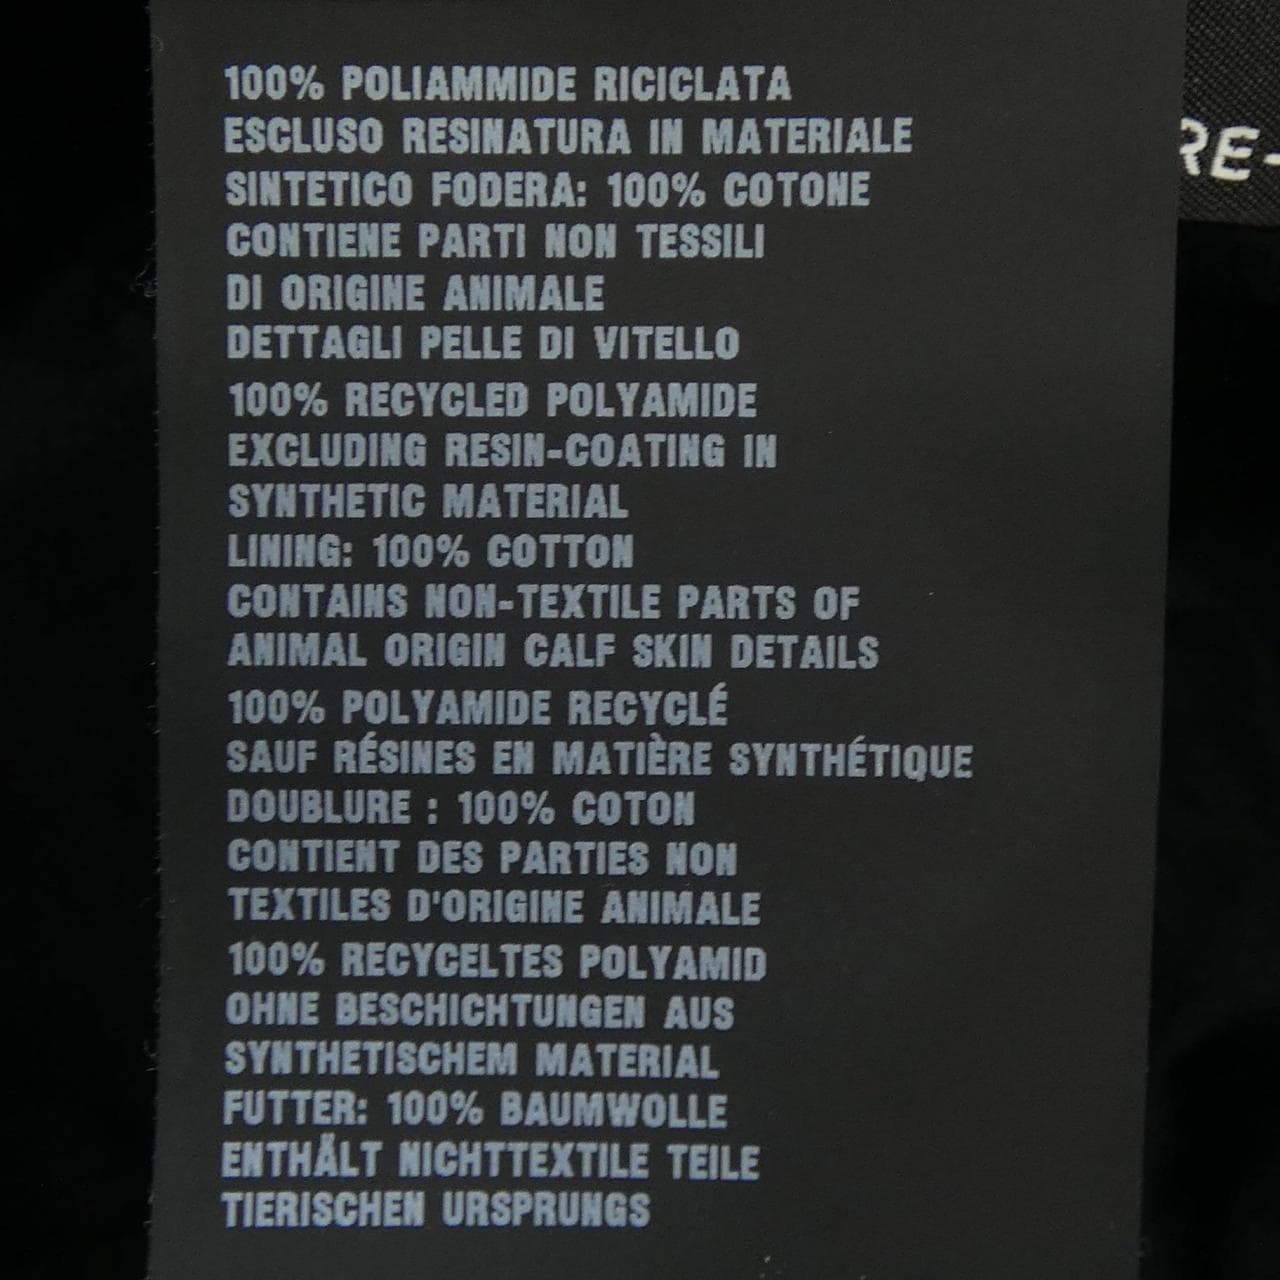 100% POLIAMMIDE RICICLATA
ESCLUSO RESINATURA IN MATERIALE
SINTETICO FODERA: 100% COTONE
CONTIENE PARTI NON TESSILI
DI ORIGINE ANIMALE
DETTAGLI PELLE DI VITELLO
100% RECYCLED POLYAMIDE
EXCLUDING RESIN-COATING IN
SYNTHETIC MATERIAL
LINING: 100% COTTON
CONTAINS NON-TEXTILE PARTS OF
ANIMAL ORIGIN CALF SKIN DETAILS
100% POLYAMIDE RECYCLÉ
SAUF RÉSINES EN MATIÈRE SYNTHÉTIQUE
DOUBLURE : 100% COTON
CONTIENT DES PARTIES NON
TEXTILES D'ORIGINE ANIMALE
100% RECYCELTES POLYAMID
OHNE BESCHICHTUNGEN AUS
SYNTHETISCHEM MATERIAL
FUTTER: 100% BAUMWOLLE
ENTHÄLT NICHTTEXTILE TEILE
TIERISCHEN URSPRUNGS
RE-